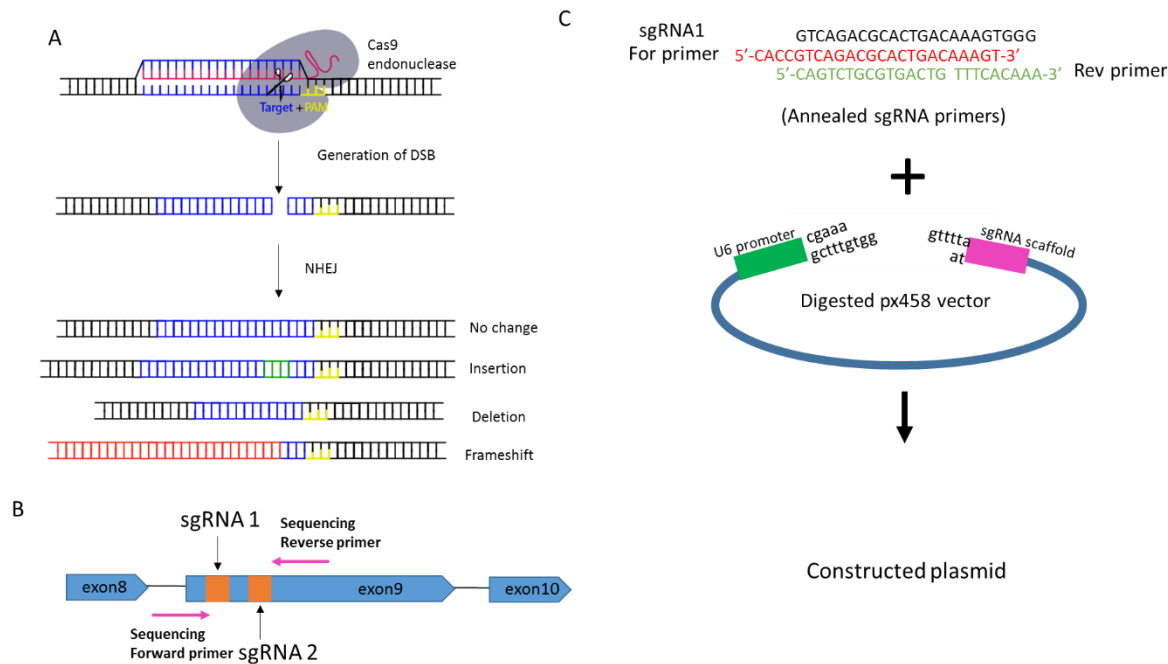 A
Cas9
endonuclease
Target + PAM
Generation of DSB
NHEJ
No change
Insertion
Deletion
Frameshift
B
sgRNA 1
Sequencing
Reverse primer
exon8
exon9
exon10
Sequencing
Forward primer
sgRNA 2
C
sgRNA1
GTCAGACGCACTGACAAAGTGGG
For primer
5’-CACCGTCAGACGCACTGACAAAGT-3’
5’-CAGTCTGCGTGACTG TTTCACAAA-3’
Rev primer
(Annealed sgRNA primers)
+
U6 promoter
cgaaa
gctttgtgg
gtttta
at
sgRNA scaffold
Digested px458 vector
Constructed plasmid